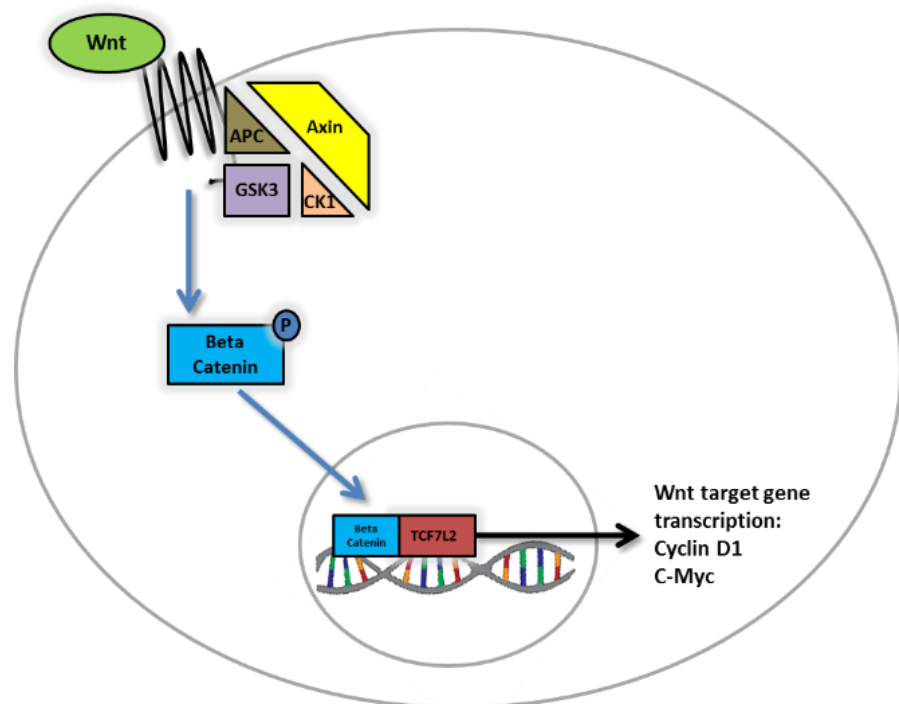 Wnt
APC
Axin
GSK3
CK1
P
Beta
Catenin
Beta
Catenin
TCF7L2
Wnt target gene
transcription:
Cyclin D1
C-Myc